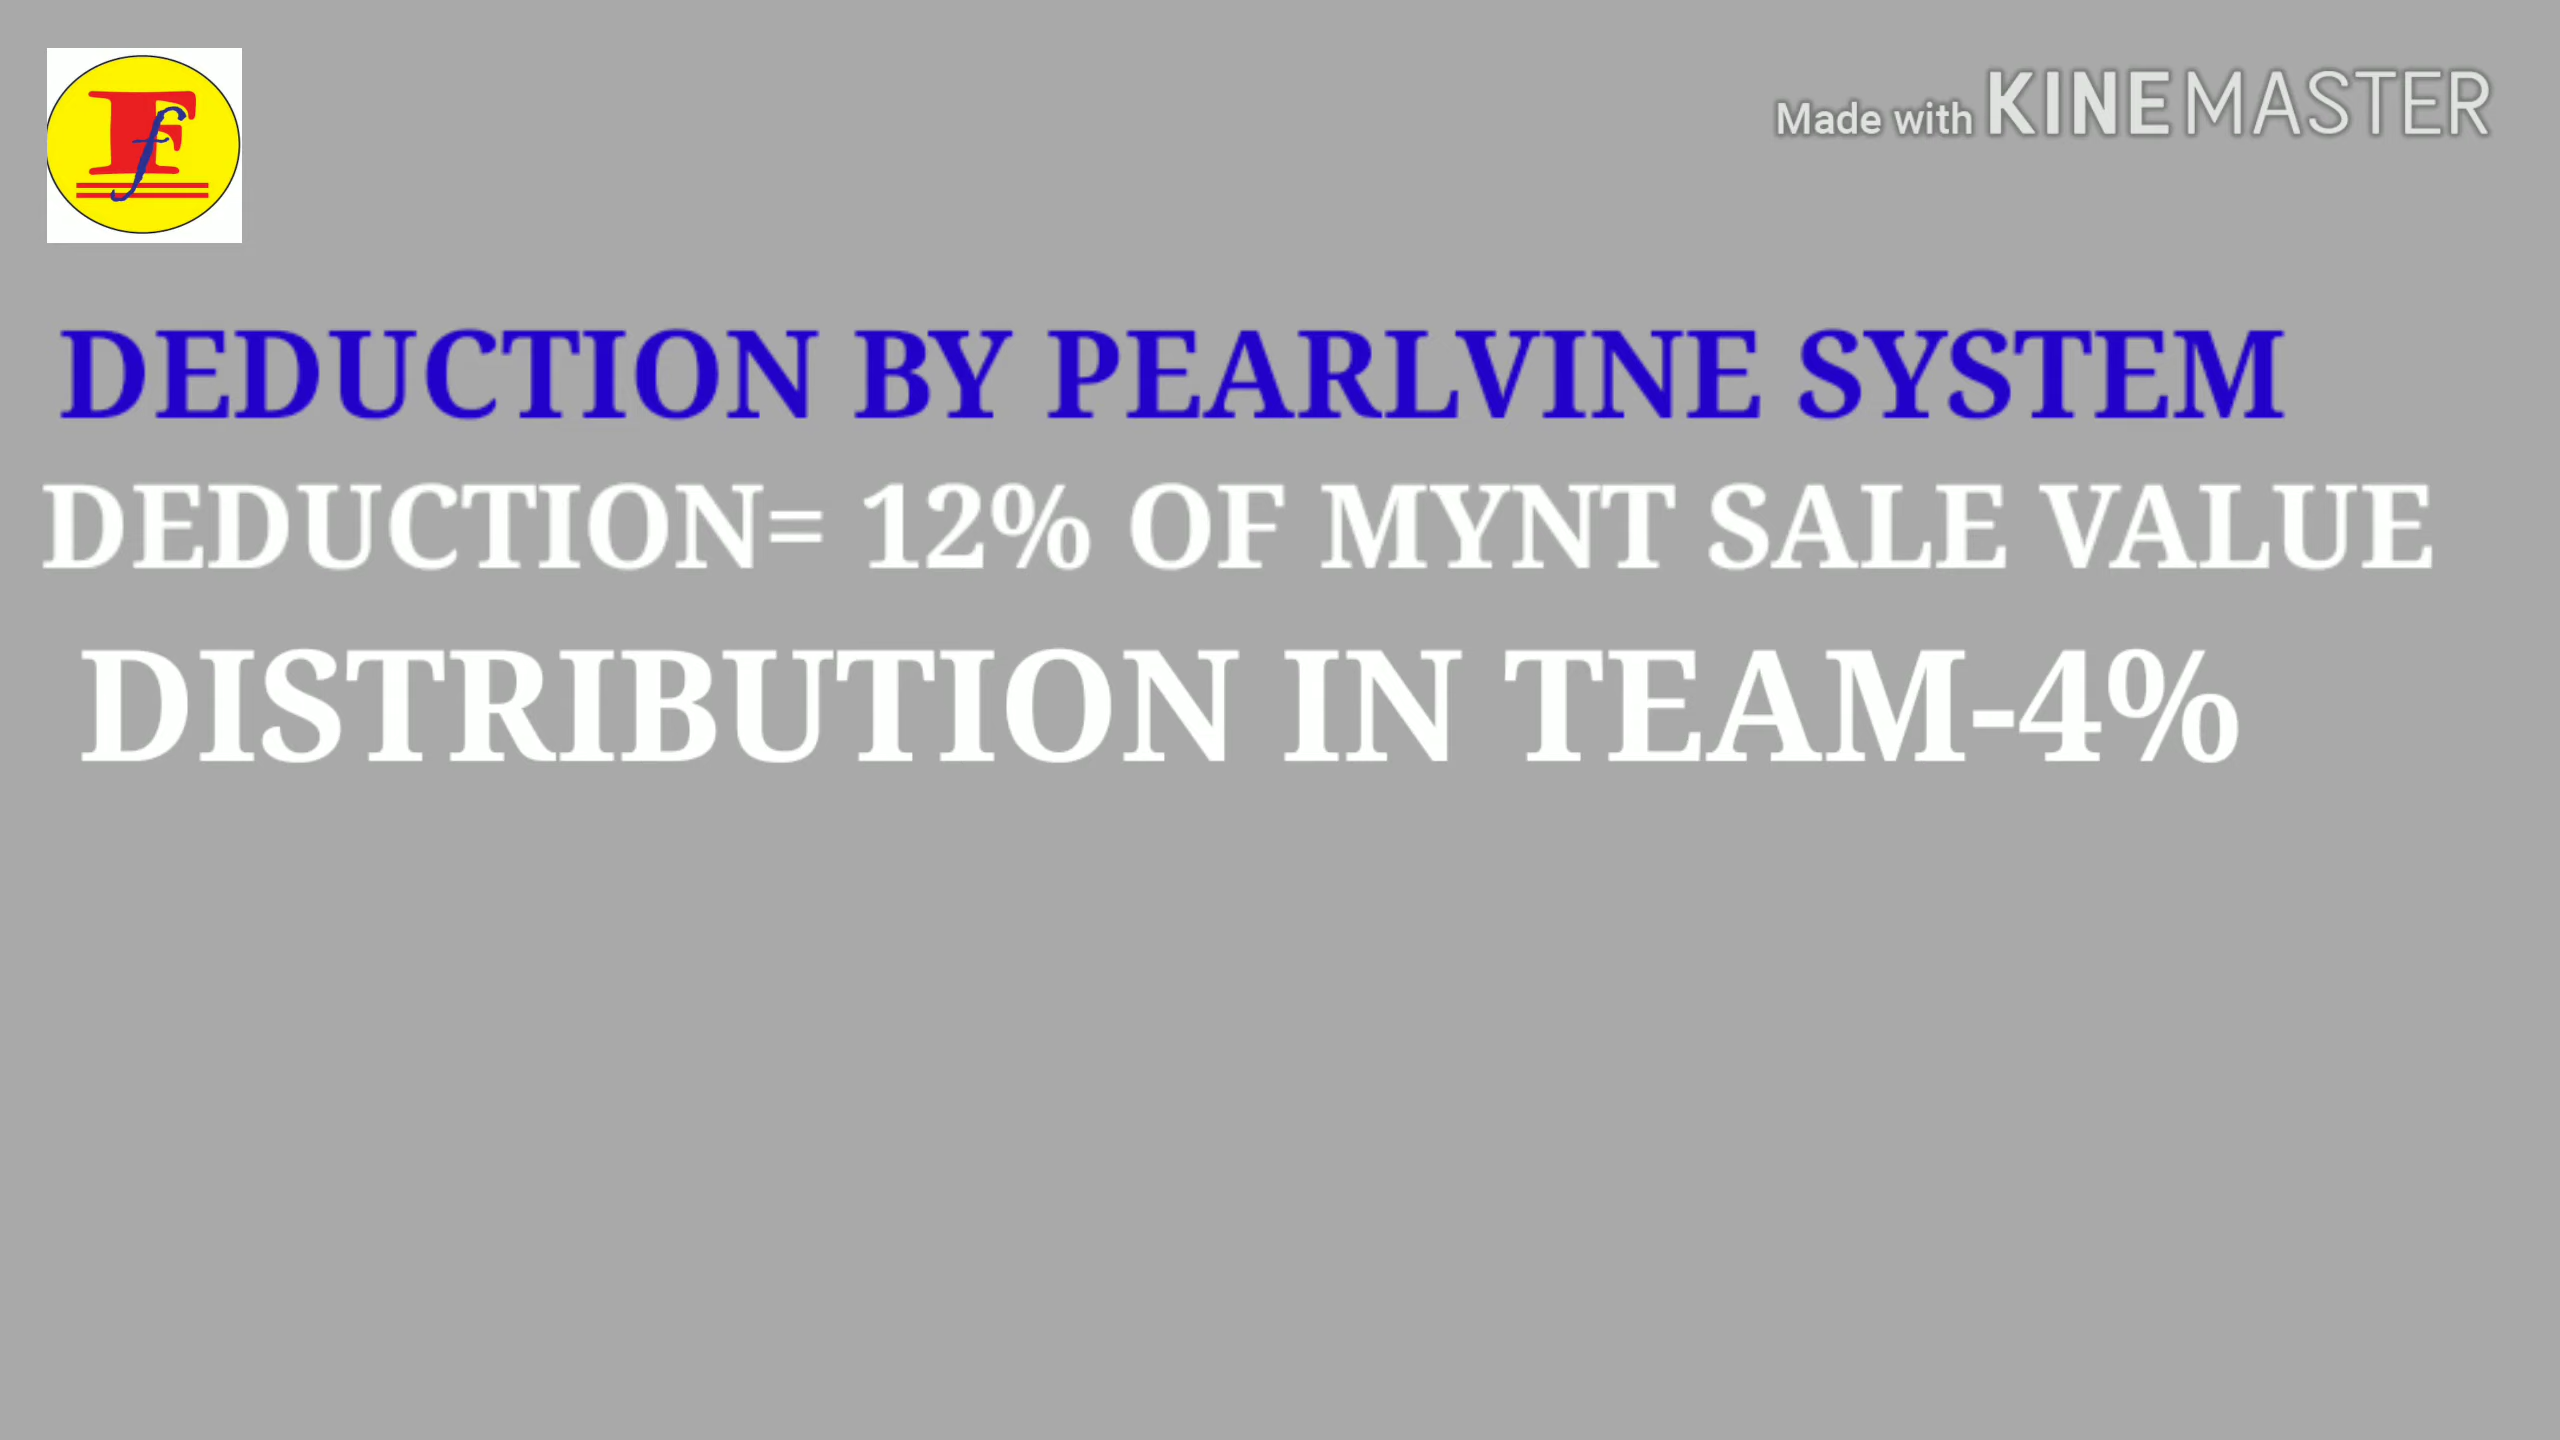 Made with KINEMASTER
F f
DEDUCTION BY PEARLVINE SYSTEM
DEDUCTION= 12% OF MYNT SALE VALUE
DISTRIBUTION IN TEAM-4%